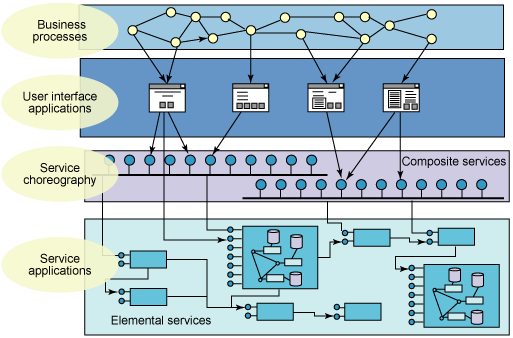 Business
processes
User interface
applications
Service
choreography
Composite services
Service
applications
Elemental services